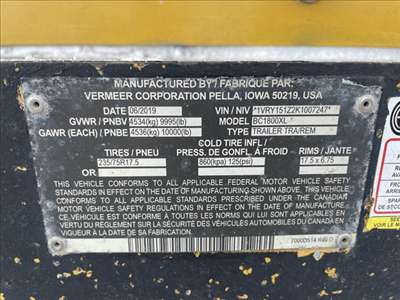 MANUFACTURED BY / FABRIQUÉ PAR:
VERMEER CORPORATION PELLA, IOWA 50219, USA
DATE 06/2019 VIN / NIV *1VRY151Z2K1007247*
GVWR / PNBV 4534(kg) 9995(lb) MODEL BC1800XL
GAWR (EACH) / PNBE 4536(kg) 10000(lb) TYPE TRAILER TRA/REM
COLD TIRE INFL./
TIRES / PNEU PRESS. DE GONFL. À FROID RIMS / JANTE
235/75R17.5 860(kpa) 125(psi) 17.5 x 6.75
OR / OU
THIS VEHICLE CONFORMS TO ALL APPLICABLE FEDERAL MOTOR VEHICLE SAFETY
STANDARDS IN EFFECT ON THE DATE OF MANUFACTURE SHOWN ABOVE. THIS
VEHICLE CONFORMS TO ALL APPLICABLE STANDARDS PRESCRIBED UNDER THE CANADIAN
MOTOR VEHICLE SAFETY REGULATIONS IN EFFECT ON THE DATE OF MANUFACTURE. / CE
VÉHICULE EST CONFORME À TOUTES LES NORMES QUI LUI SONT APPLICABLES EN
VERTU DU RÈGLEMENT SUR LA SÉCURITÉ DES VÉHICULES AUTOMOBILES DU CANADA EN
VIGUEUR À LA DATE DE SA FABRICATION.